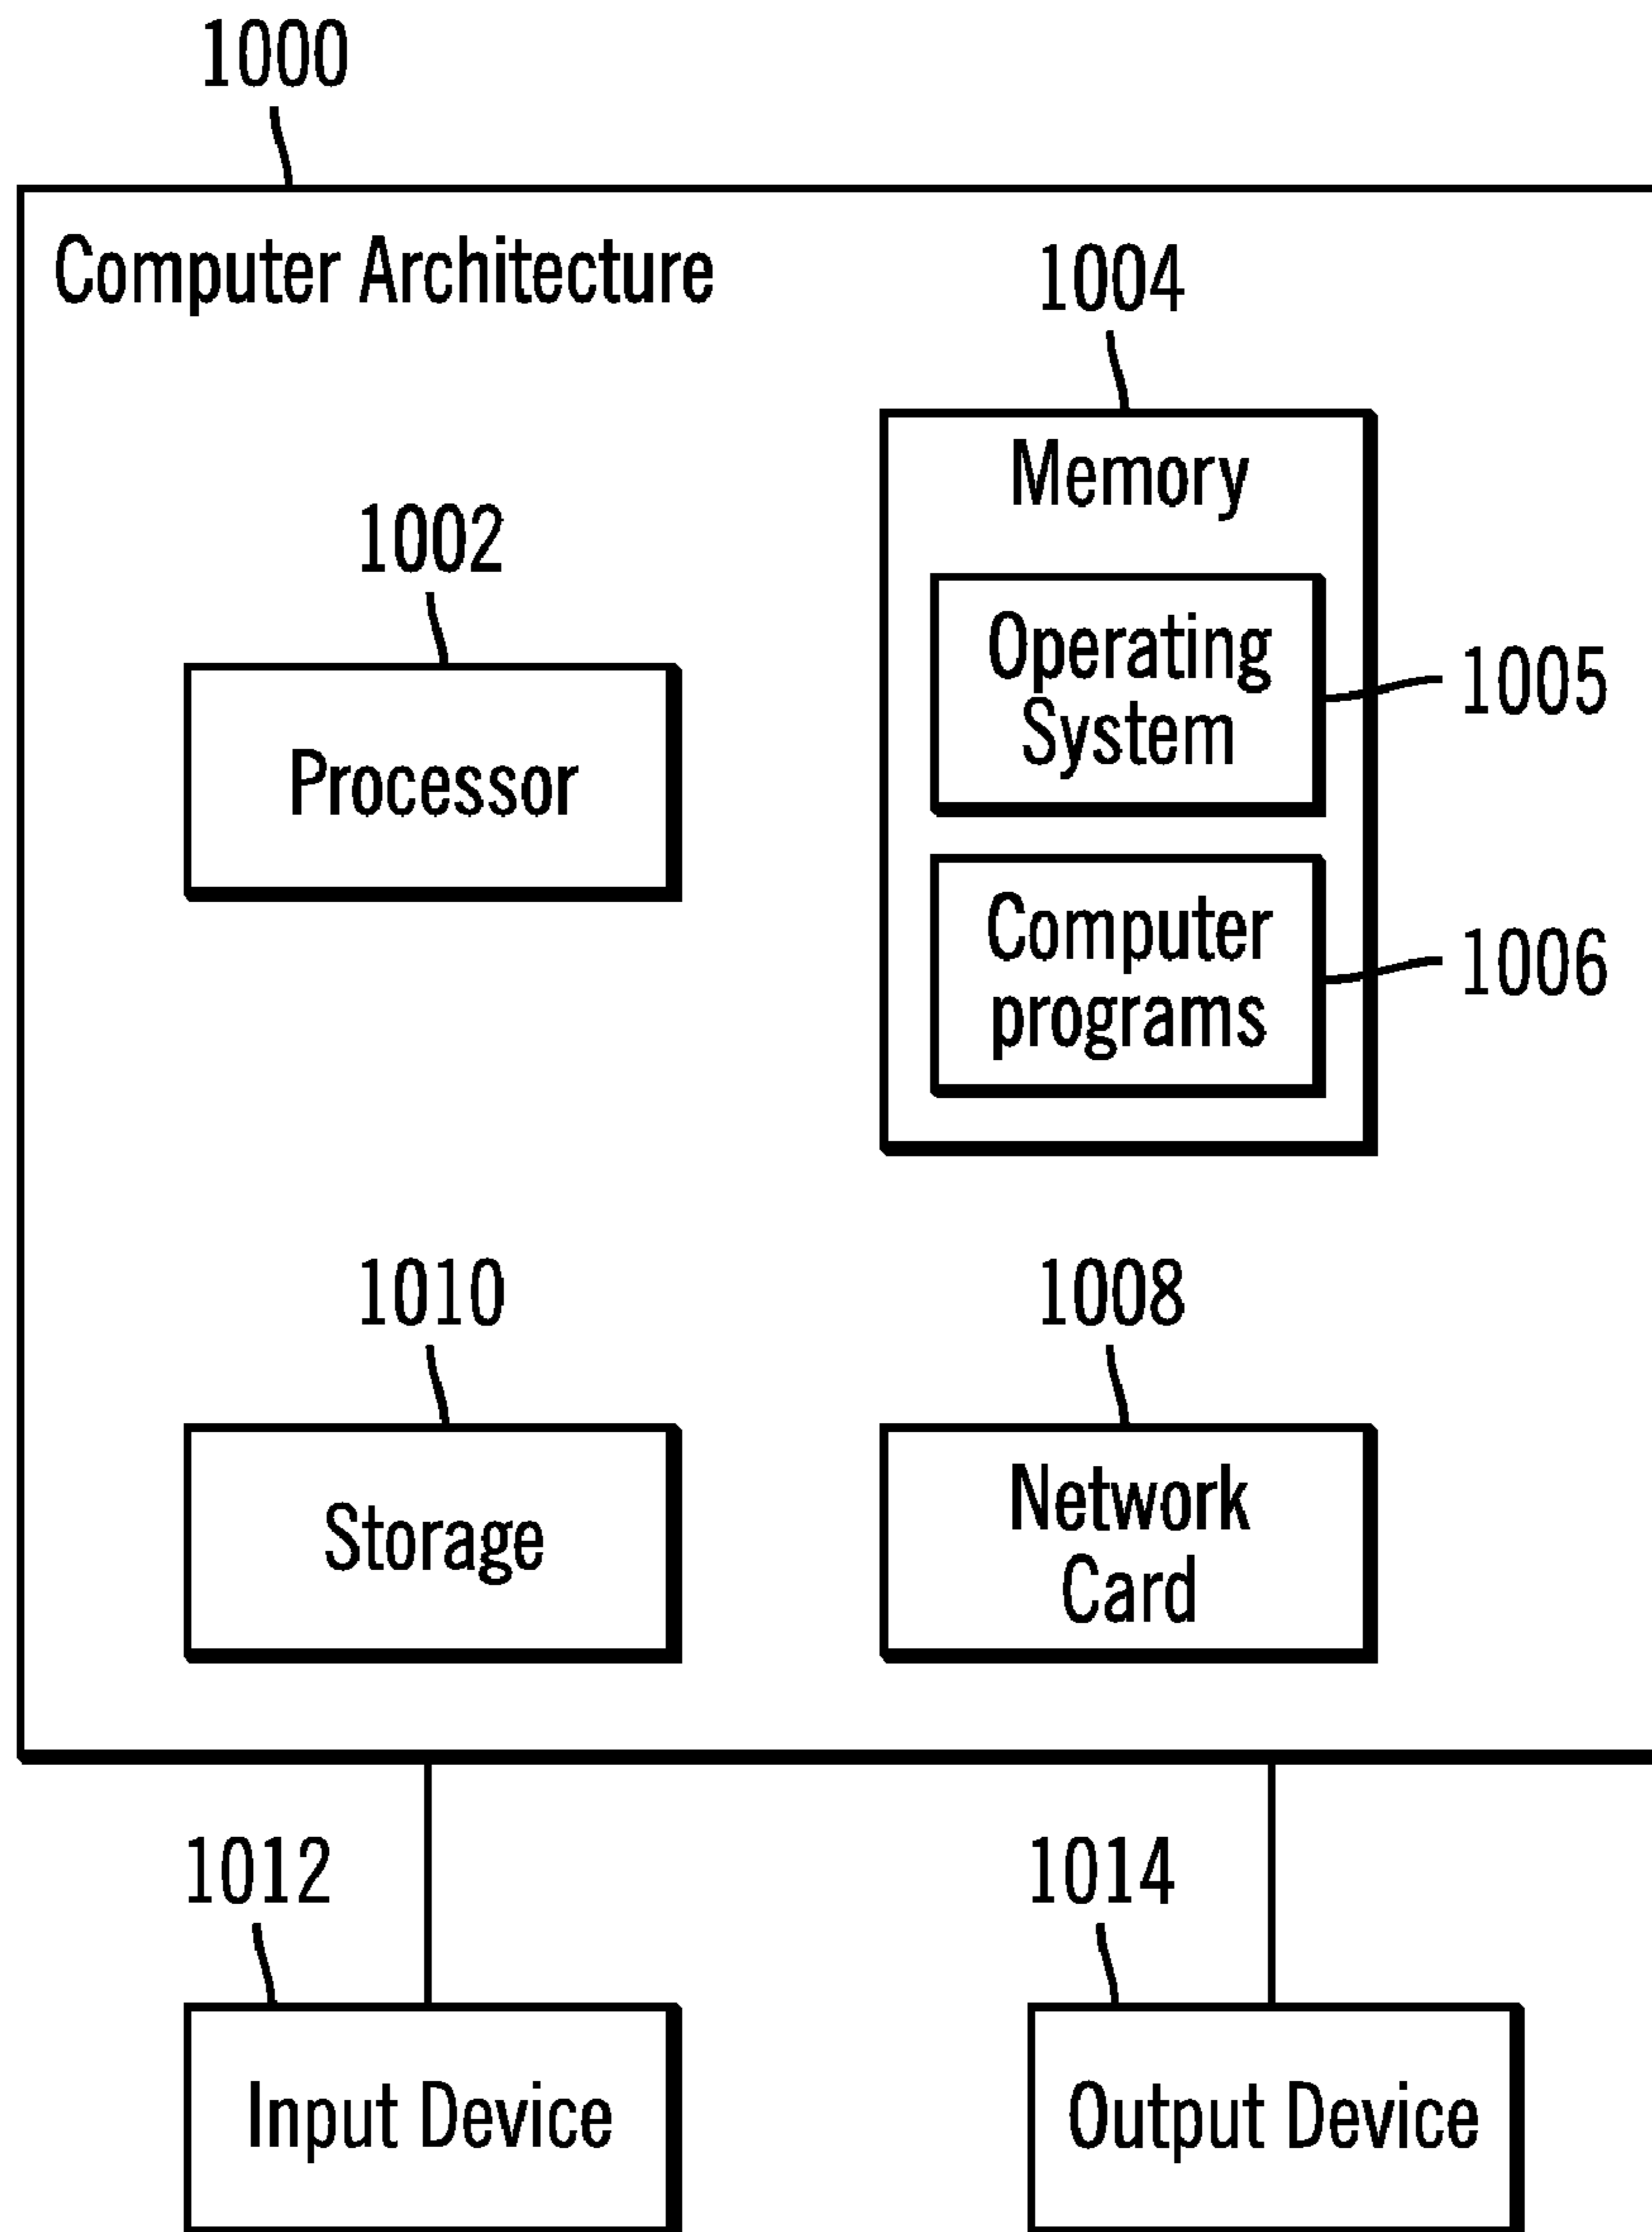 1000
Computer Architecture
1004
Memory
1002
Operating
System
1005
Processor
Computer
programs
1006
1010
1008
Storage
Network
Card
1012
1014
Input Device
Output Device